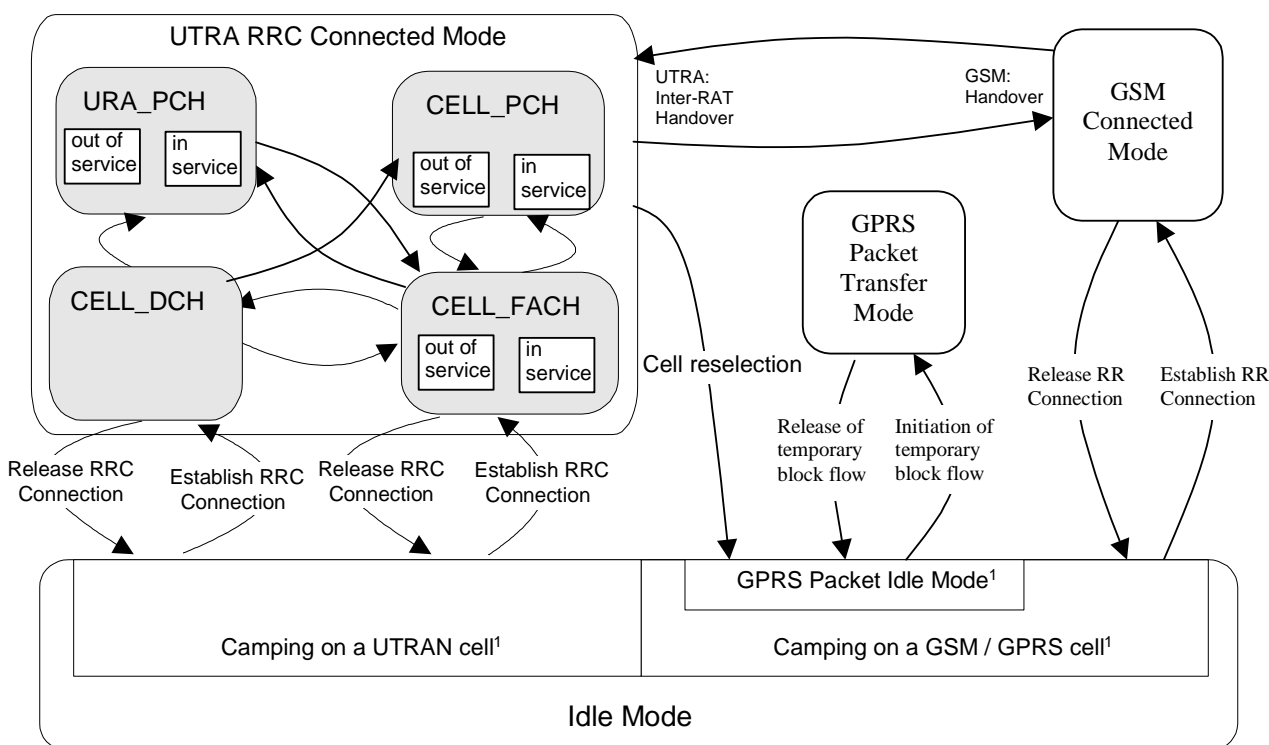 UTRA RRC Connected Mode
URA_PCH
out of
service
in
service
CELL_PCH
out of
service
in
service
UTRA:
Inter-RAT
Handover
GSM:
Handover
GSM
Connected
Mode
GPRS
Packet
Transfer
Mode
CELL_DCH
CELL_FACH
out of
service
in
service
Cell reselection
Release RR
Connection
Establish RR
Connection
Release of
temporary
block flow
Initiation of
temporary
block flow
Release RRC
Connection
Establish RRC
Connection
Release RRC
Connection
Establish RRC
Connection
GPRS Packet Idle Mode¹
Camping on a UTRAN cell¹
Camping on a GSM / GPRS cell¹
Idle Mode